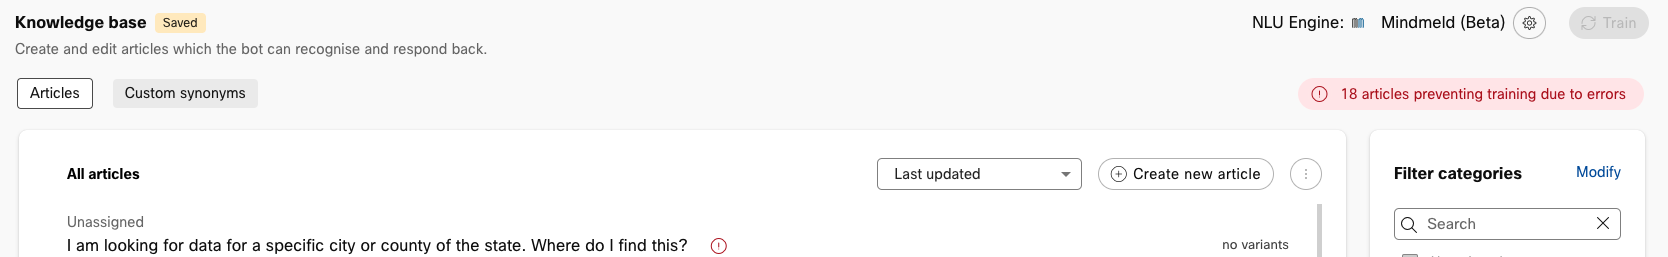 Knowledge base Saved
NLU Engine: Mindmeld (Beta) Train
Create and edit articles which the bot can recognise and respond back.
Articles Custom synonyms
18 articles preventing training due to errors
All articles Last updated Create new article
Filter categories Modify
Unassigned
Search
I am looking for data for a specific city or county of the state. Where do I find this? no variants